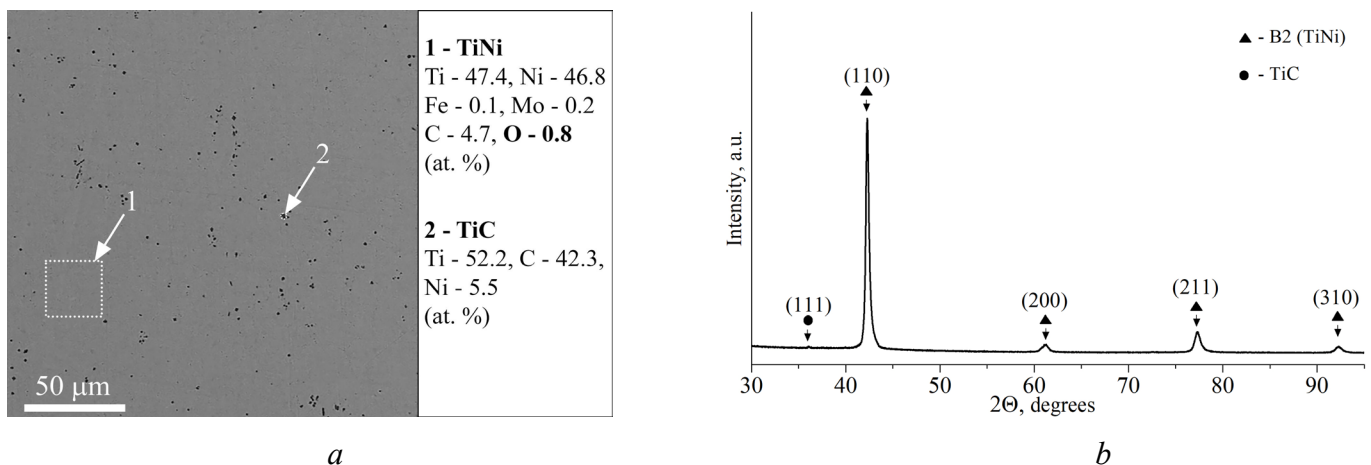 1 - TiNi
Ti - 47.4, Ni - 46.8
Fe - 0.1, Mo - 0.2
C - 4.7, O - 0.8
(at. %)
2 - TiC
Ti - 52.2, C - 42.3,
Ni - 5.5
(at. %)
2
1
50 μm
a
▲ - B2 (TiNi)
● - TiC
(110)
(111)
(200)
(211)
(310)
Intensity, a.u.
30 40 50 60 70 80 90
2Θ, degrees
b